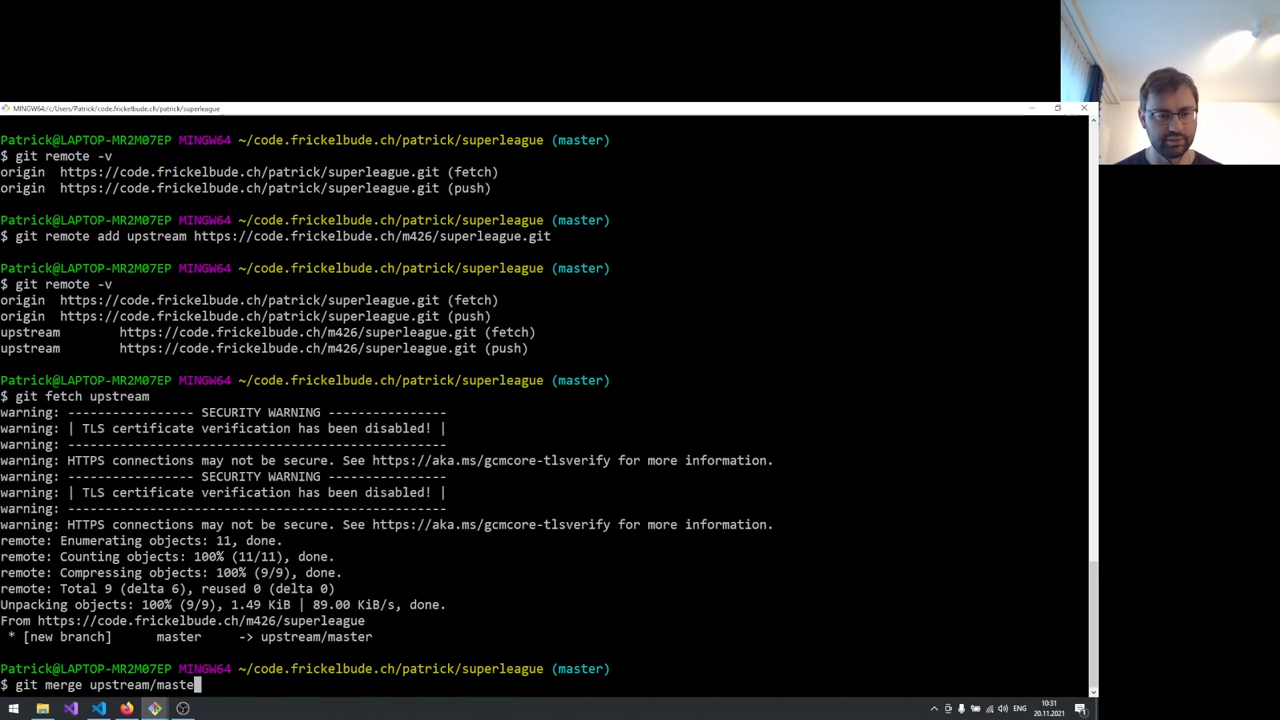 MINGW64:/c/Users/Patrick/code.frickelbude.ch/patrick/superleague
Patrick@LAPTOP-MR2M07EP MINGW64 ~/code.frickelbude.ch/patrick/superleague (master)
$ git remote -v
origin  https://code.frickelbude.ch/patrick/superleague.git (fetch)
origin  https://code.frickelbude.ch/patrick/superleague.git (push)
Patrick@LAPTOP-MR2M07EP MINGW64 ~/code.frickelbude.ch/patrick/superleague (master)
$ git remote add upstream https://code.frickelbude.ch/m426/superleague.git
Patrick@LAPTOP-MR2M07EP MINGW64 ~/code.frickelbude.ch/patrick/superleague (master)
$ git remote -v
origin  https://code.frickelbude.ch/patrick/superleague.git (fetch)
origin  https://code.frickelbude.ch/patrick/superleague.git (push)
upstream        https://code.frickelbude.ch/m426/superleague.git (fetch)
upstream        https://code.frickelbude.ch/m426/superleague.git (push)
Patrick@LAPTOP-MR2M07EP MINGW64 ~/code.frickelbude.ch/patrick/superleague (master)
$ git fetch upstream
warning: ----------------- SECURITY WARNING ----------------
warning: | TLS certificate verification has been disabled! |
warning: ---------------------------------------------------
warning: HTTPS connections may not be secure. See https://aka.ms/gcmcore-tlsverify for more information.
warning: ----------------- SECURITY WARNING ----------------
warning: | TLS certificate verification has been disabled! |
warning: ---------------------------------------------------
warning: HTTPS connections may not be secure. See https://aka.ms/gcmcore-tlsverify for more information.
remote: Enumerating objects: 11, done.
remote: Counting objects: 100% (11/11), done.
remote: Compressing objects: 100% (9/9), done.
remote: Total 9 (delta 6), reused 0 (delta 0)
Unpacking objects: 100% (9/9), 1.49 KiB | 89.00 KiB/s, done.
From https://code.frickelbude.ch/m426/superleague
 * [new branch]      master     -> upstream/master
Patrick@LAPTOP-MR2M07EP MINGW64 ~/code.frickelbude.ch/patrick/superleague (master)
$ git merge upstream/maste
ENG
10:31
20.11.2021